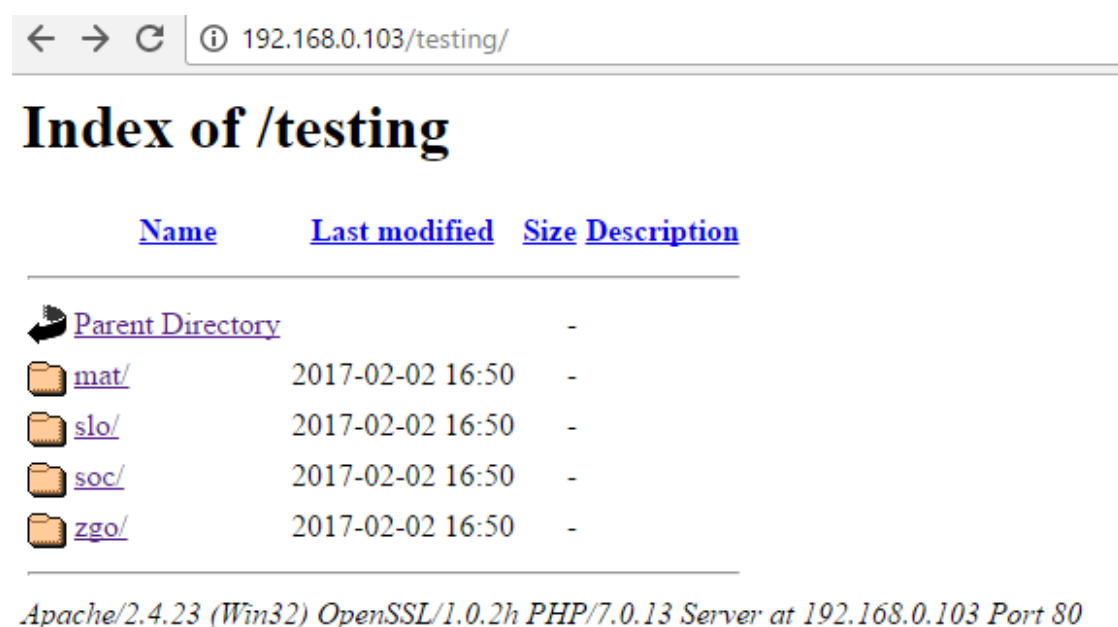 192.168.0.103/testing/
Index of /testing
Name Last modified Size Description
Parent Directory -
mat/ 2017-02-02 16:50 -
slo/ 2017-02-02 16:50 -
soc/ 2017-02-02 16:50 -
zgo/ 2017-02-02 16:50 -
Apache/2.4.23 (Win32) OpenSSL/1.0.2h PHP/7.0.13 Server at 192.168.0.103 Port 80